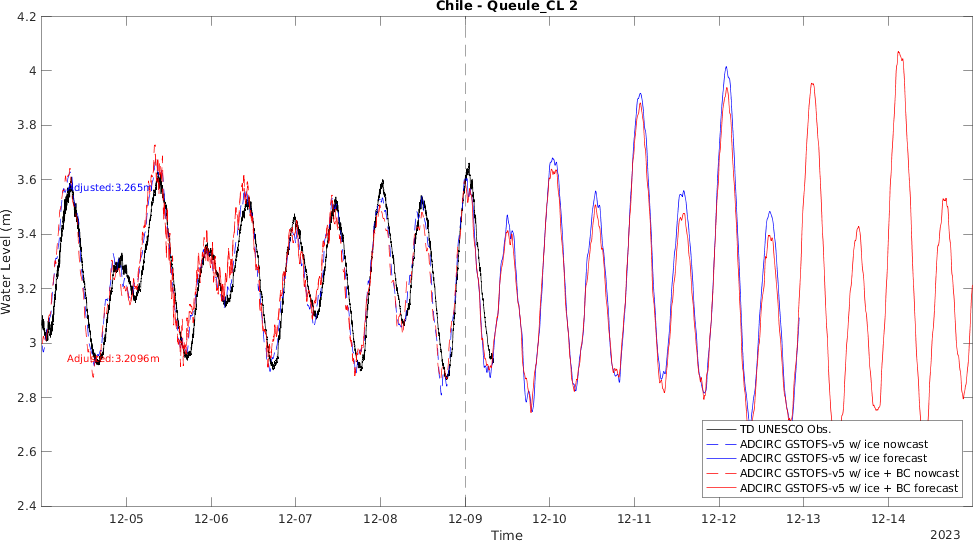 Chile - Queule_CL 2
4.2
4
3.8
3.6
3.4
3.2
3
2.8
2.6
2.4
Water Level (m)
Adjusted:3.265m
Adjusted:3.2096m
TD UNESCO Obs.
ADCIRC GSTOFS-v5 w/ ice nowcast
ADCIRC GSTOFS-v5 w/ ice forecast
ADCIRC GSTOFS-v5 w/ ice + BC nowcast
ADCIRC GSTOFS-v5 w/ ice + BC forecast
12-05 12-06 12-07 12-08 12-09 12-10 12-11 12-12 12-13 12-14
Time
2023